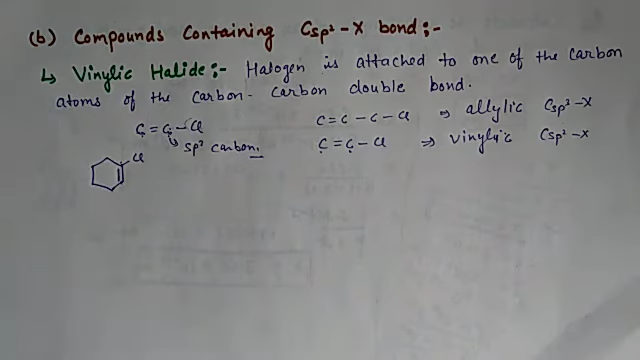 (b) Compounds Containing Csp²-X bond:-
↳ Vinylic Halide:- Halogen is attached to one of the carbon
atoms of the carbon-carbon double bond.
C=C-Cl
sp² carbon.
C=C-C-Cl ⇒ allylic Csp²-X
C=C-Cl ⇒ vinylic Csp²-X
Cl